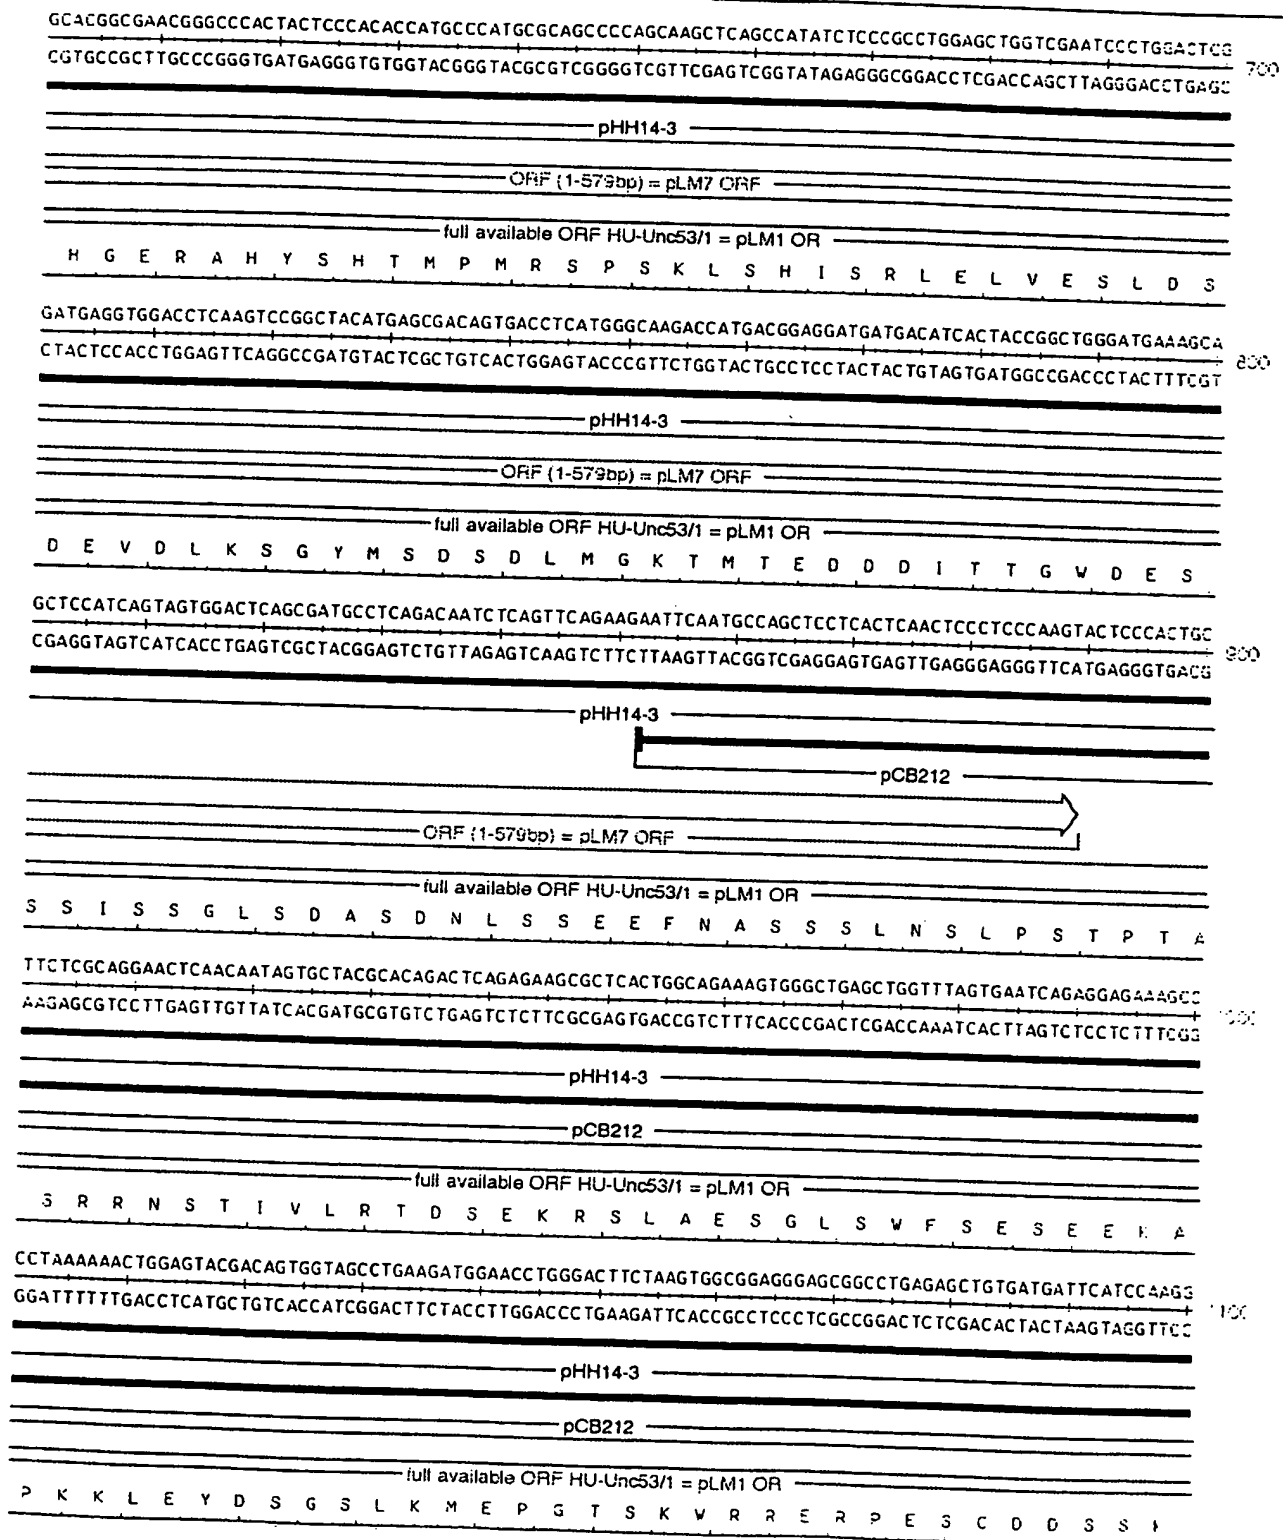 GCACGGCGAACGGGCCCACTACTCCCACACCATGCCCATGCGCAGCCCCAGCAAGCTCAGCCATATCTCCCGCCTGGAGCTGGTCGAATCCCTGGACTCG
CGTGCCGCTTGCCCGGGTGATGAGGGTGTGGTACGGGTACGCGTCGGGGTCGTTCGAGTCGGTATAGAGGGCGGACCTCGACCAGCTTAGGGACCTGAGC
700
pHH14-3
ORF (1-579bp) = pLM7 ORF
full available ORF HU-Unc53/1 = pLM1 OR
H G E R A H Y S H T M P M R S P S K L S H I S R L E L V E S L D S
GATGAGGTGGACCTCAAGTCCGGCTACATGAGCGACAGTGACCTCATGGGCAAGACCATGACGGAGGATGATGACATCACTACCGGCTGGGATGAAAGCA
CTACTCCACCTGGAGTTCAGGCCGATGTACTCGCTGTCACTGGAGTACCCGTTCTGGTACTGCCTCCTACTACTGTAGTGATGGCCGACCCTACTTTCGT
800
pHH14-3
ORF (1-579bp) = pLM7 ORF
full available ORF HU-Unc53/1 = pLM1 OR
D E V D L K S G Y M S D S D L M G K T M T E D D D I T T G W D E S
GCTCCATCAGTAGTGGACTCAGCGATGCCTCAGACAATCTCAGTTCAGAAGAATTCAATGCCAGCTCCTCACTCAACTCCCTCCCAAGTACTCCCACTGC
CGAGGTAGTCATCACCTGAGTCGCTACGGAGTCTGTTAGAGTCAAGTCTTCTTAAGTTACGGTCGAGGAGTGAGTTGAGGGAGGGTTCATGAGGGTGACG
900
pHH14-3
pCB212
ORF (1-579bp) = pLM7 ORF
full available ORF HU-Unc53/1 = pLM1 OR
S S I S S G L S D A S D N L S S E E F N A S S S L N S L P S T P T A
TTCTCGCAGGAACTCAACAATAGTGCTACGCACAGACTCAGAGAAGCGCTCACTGGCAGAAAGTGGGCTGAGCTGGTTTAGTGAATCAGAGGAGAAAGCC
AAGAGCGTCCTTGAGTTGTTATCACGATGCGTGTCTGAGTCTCTTCGCGAGTGACCGTCTTTCACCCGACTCGACCAAATCACTTAGTCTCCTCTTTCGG
pHH14-3
pCB212
full available ORF HU-Unc53/1 = pLM1 OR
S R R N S T I V L R T D S E K R S L A E S G L S W F S E S E E K A
CCTAAAAAACTGGAGTACGACAGTGGTAGCCTGAAGATGGAACCTGGGACTTCTAAGTGGCGGAGGGAGCGGCCTGAGAGCTGTGATGATTCATCCAAGG
GGATTTTTTGACCTCATGCTGTCACCATCGGACTTCTACCTTGGACCCTGAAGATTCACCGCCTCCCTCGCCGGACTCTCGACACTACTAAGTAGGTTCC
1100
pHH14-3
pCB212
full available ORF HU-Unc53/1 = pLM1 OR
P K K L E Y D S G S L K M E P G T S K W R R E R P E S C D D S S